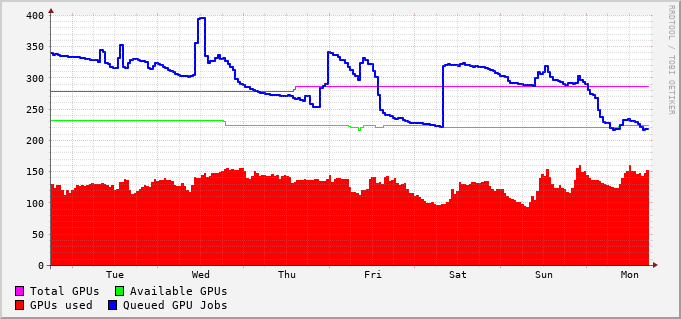 400
350
300
250
200
150
100
50
0
Tue Wed Thu Fri Sat Sun Mon
Total GPUs Available GPUs
GPUs used Queued GPU Jobs
RRDTOOL / TOBI OETIKER